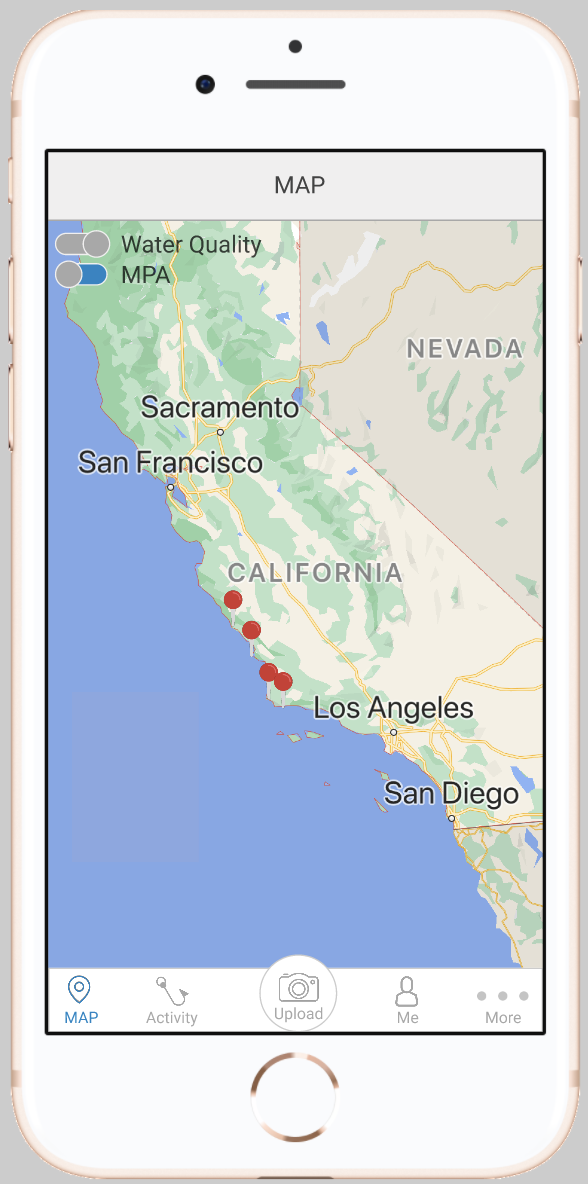 MAP
Water Quality
MPA
NEVADA
Sacramento
San Francisco
CALIFORNIA
Los Angeles
San Diego
MAP
Activity
Upload
Me
More